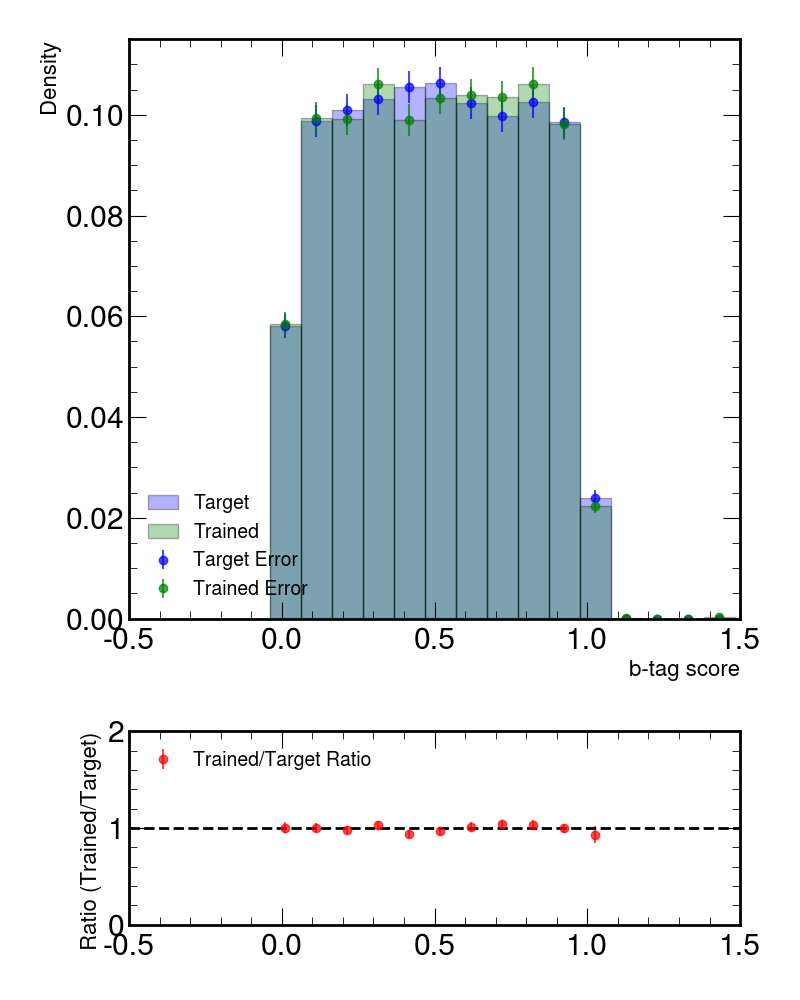 Density
0.10
0.08
0.06
0.04
0.02
0.00
Target
Trained
Target Error
Trained Error
-0.5 0.0 0.5 1.0 1.5
b-tag score
Ratio (Trained/Target)
2
1
0
Trained/Target Ratio
-0.5 0.0 0.5 1.0 1.5